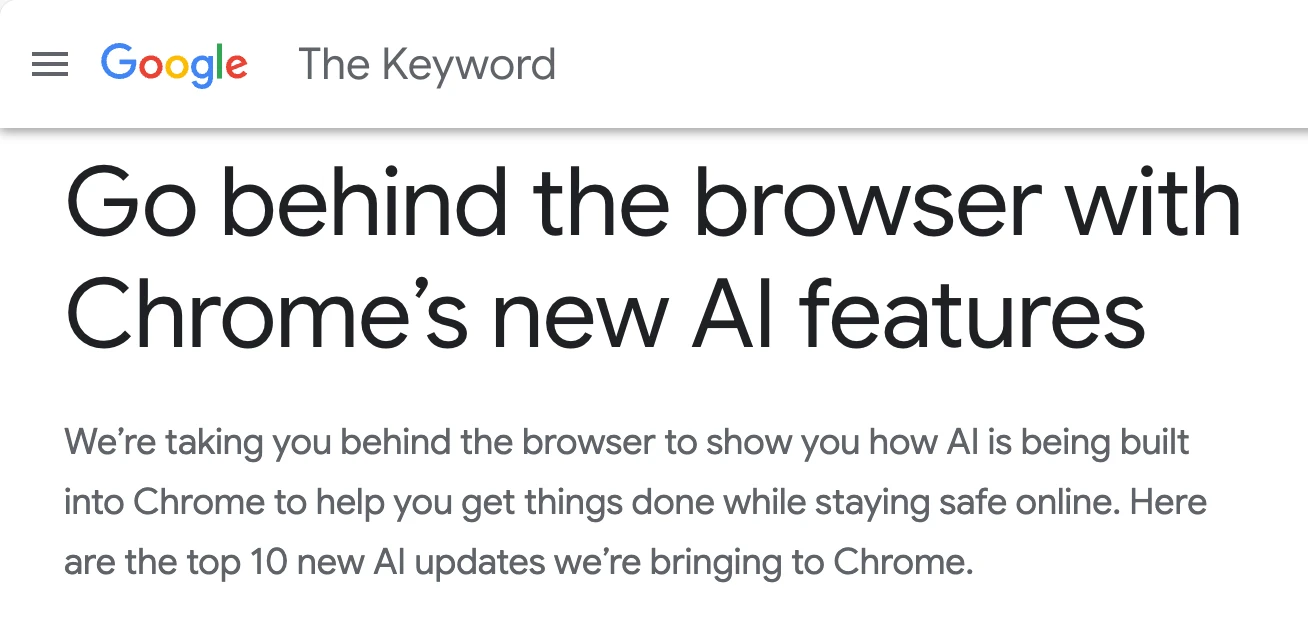 Google The Keyword
Go behind the browser with
Chrome’s new AI features
We’re taking you behind the browser to show you how AI is being built
into Chrome to help you get things done while staying safe online. Here
are the top 10 new AI updates we’re bringing to Chrome.